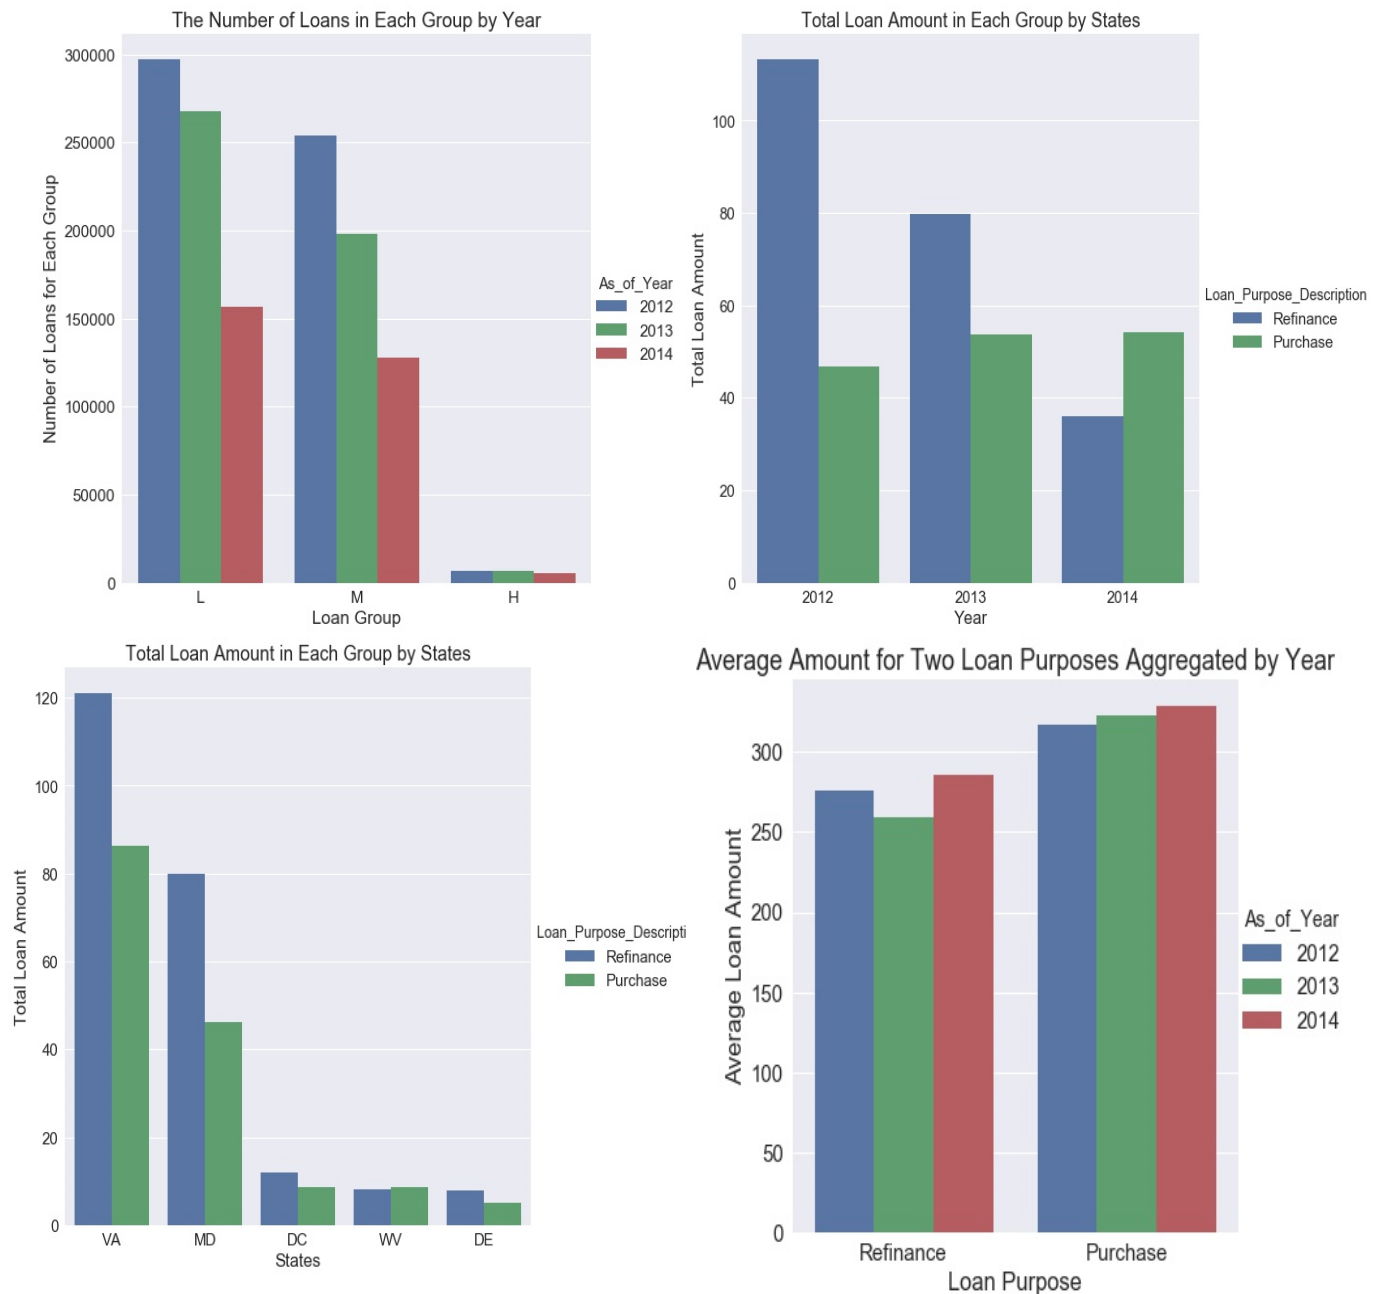 The Number of Loans in Each Group by Year
300000
250000
200000
150000
100000
50000
0
Number of Loans for Each Group
L M H
Loan Group
As_of_Year
2012
2013
2014
Total Loan Amount in Each Group by States
100
80
60
40
20
0
Total Loan Amount
2012 2013 2014
Year
Loan_Purpose_Description
Refinance
Purchase
Total Loan Amount in Each Group by States
120
100
80
60
40
20
0
Total Loan Amount
VA MD DC WV DE
States
Loan_Purpose_Descripti
Refinance
Purchase
Average Amount for Two Loan Purposes Aggregated by Year
300
250
200
150
100
50
0
Average Loan Amount
Refinance Purchase
Loan Purpose
As_of_Year
2012
2013
2014